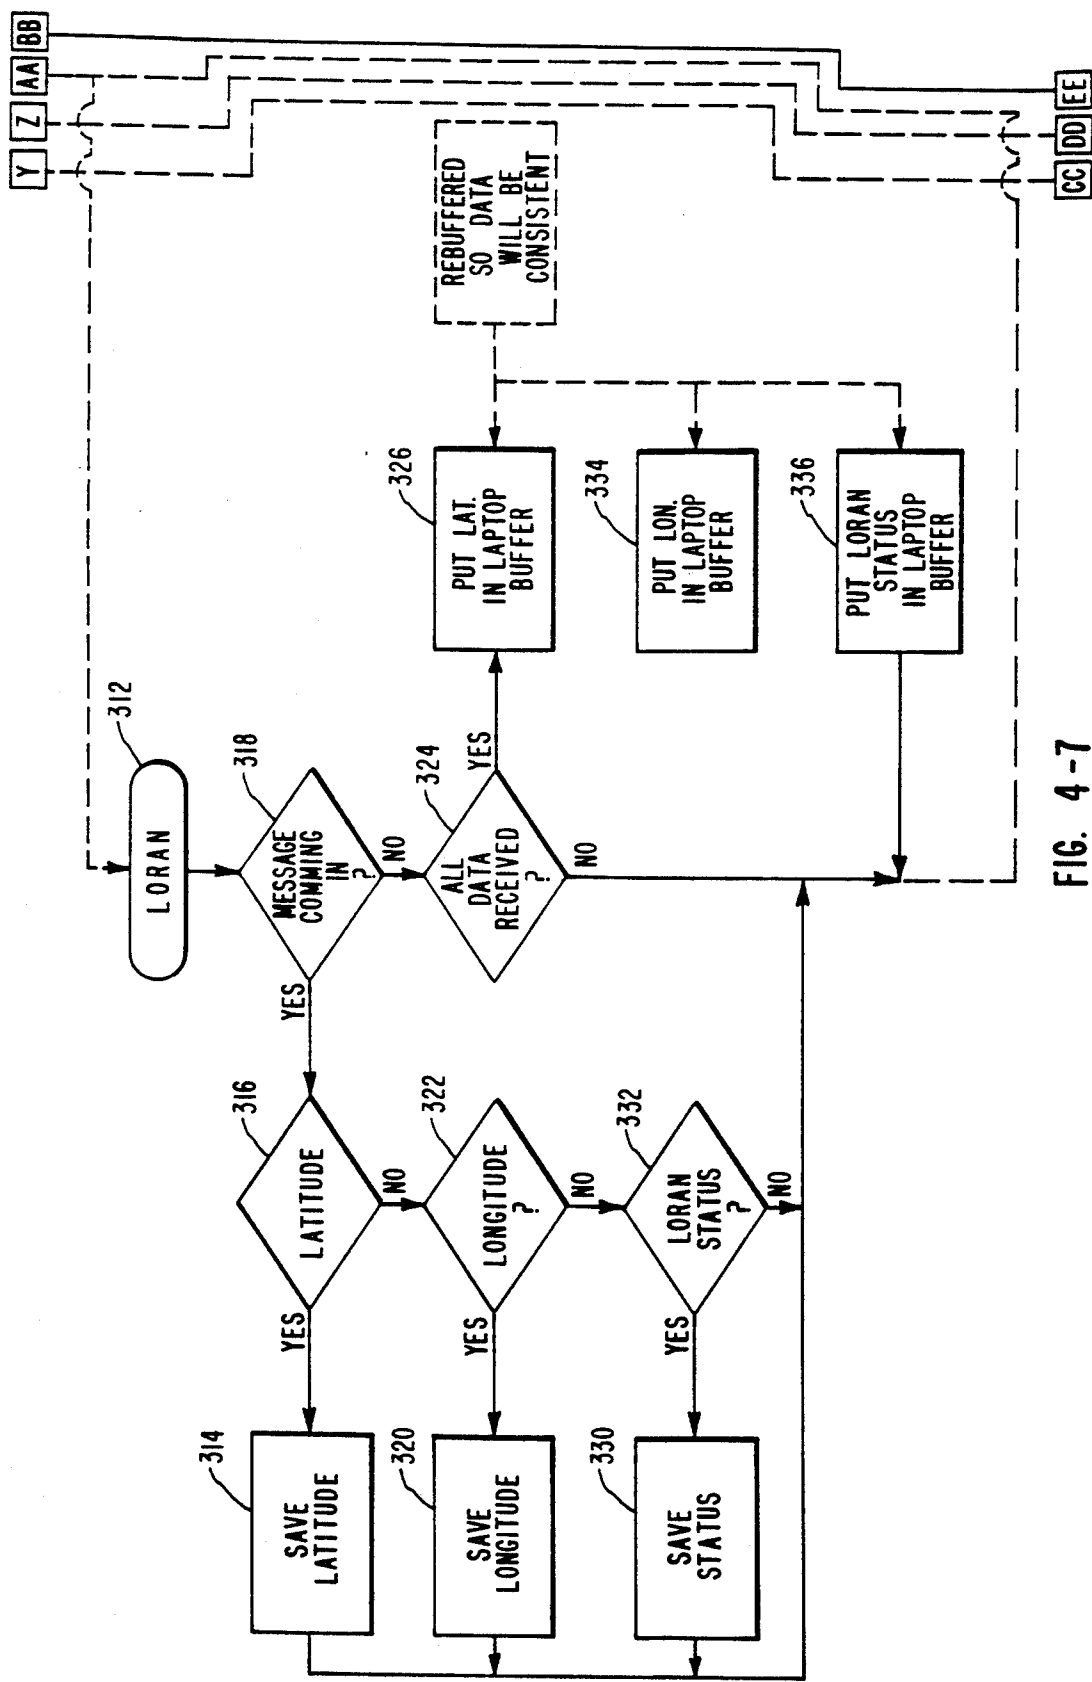 BB
AA
Z
Y
312
LORAN
318
MESSAGE
COMMING
IN
?
YES
NO
316
LATITUDE
YES
NO
314
SAVE
LATITUDE
324
ALL
DATA
RECEIVED
?
YES
NO
322
LONGITUDE
?
YES
NO
320
SAVE
LONGITUDE
332
LORAN
STATUS
?
YES
NO
330
SAVE
STATUS
REBUFFERED
SO DATA
WILL BE
CONSISTENT
326
PUT LAT.
IN LAPTOP
BUFFER
334
PUT LON.
IN LAPTOP
BUFFER
336
PUT LORAN
STATUS
IN LAPTOP
BUFFER
EE
DD
CC
FIG. 4-7